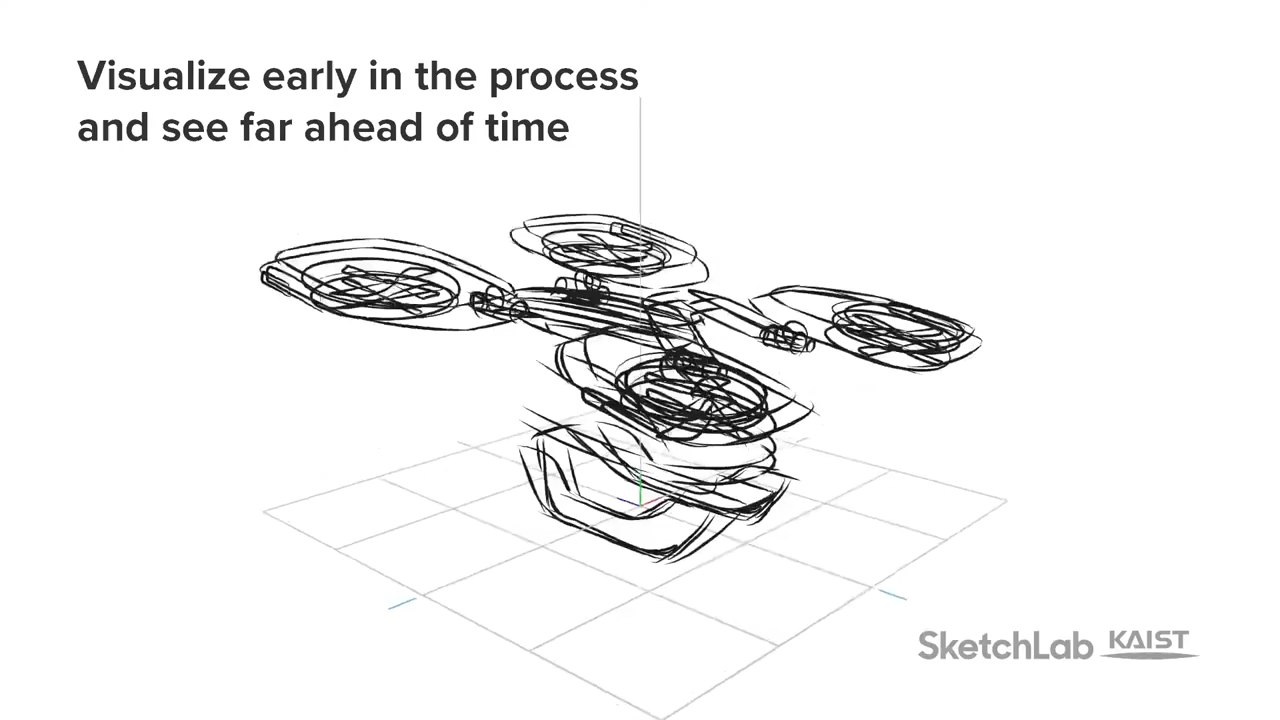 Visualize early in the process
and see far ahead of time
SketchLab KAIST